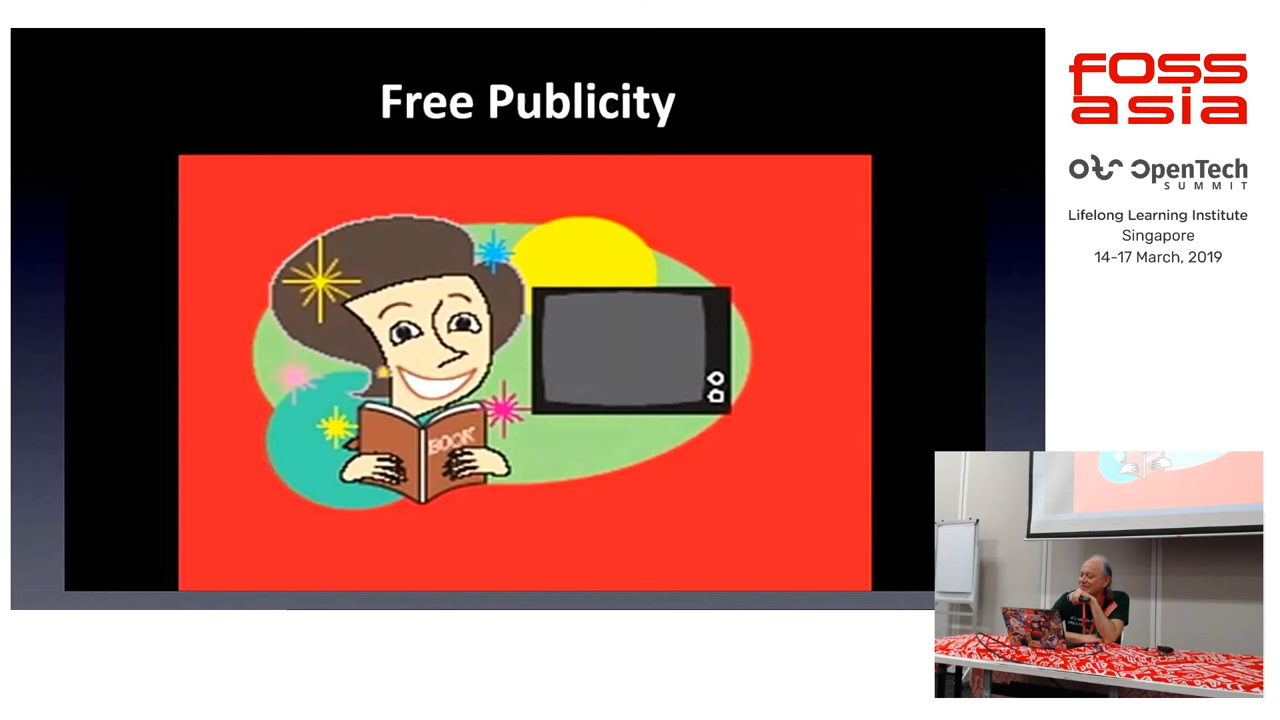 Free Publicity
BOOK
foss
asia
OpenTech
SUMMIT
Lifelong Learning Institute
Singapore
14-17 March, 2019